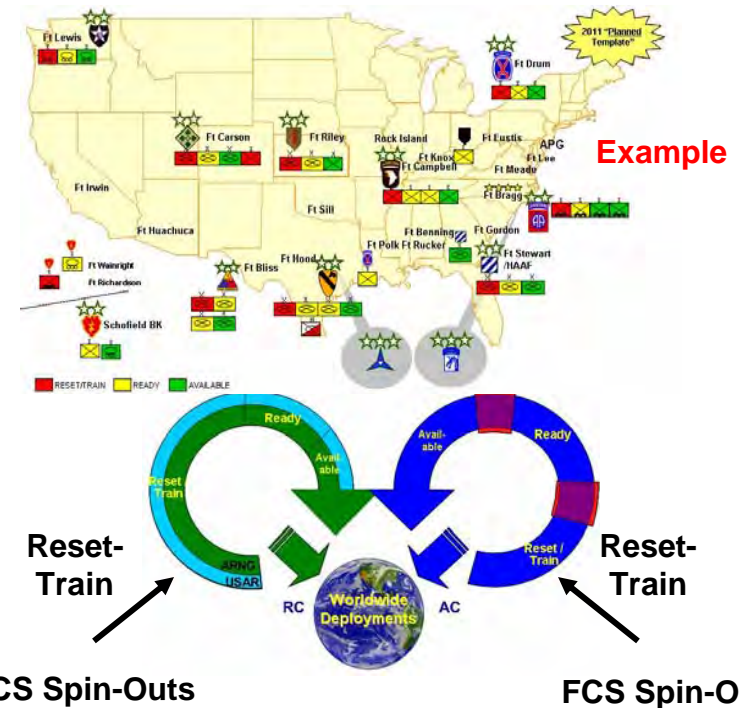 2011 "Planned
Template"
Example
Ft Lewis
Ft Drum
Ft Carson
Ft Riley
Rock Island
Ft Knox
Ft Campbell
Ft Eustis
APG
Ft Lee
Ft Meade
Ft Irwin
Ft Sill
Ft Bragg
Ft Huachuca
Ft Benning
Ft Gordon
Ft Polk
Ft Rucker
Ft Stewart
/HAAF
Ft Bliss
Ft Hood
Ft Wainright
Ft Richardson
Schofield BK
RESET/TRAIN
READY
AVAILABLE
Ready
Avail-
able
Reset /
Train
ARNG
USAR
Avail-
able
Ready
Reset /
Train
Reset-
Train
Reset-
Train
RC
Worldwide
Deployments
AC
CS Spin-Outs
FCS Spin-O